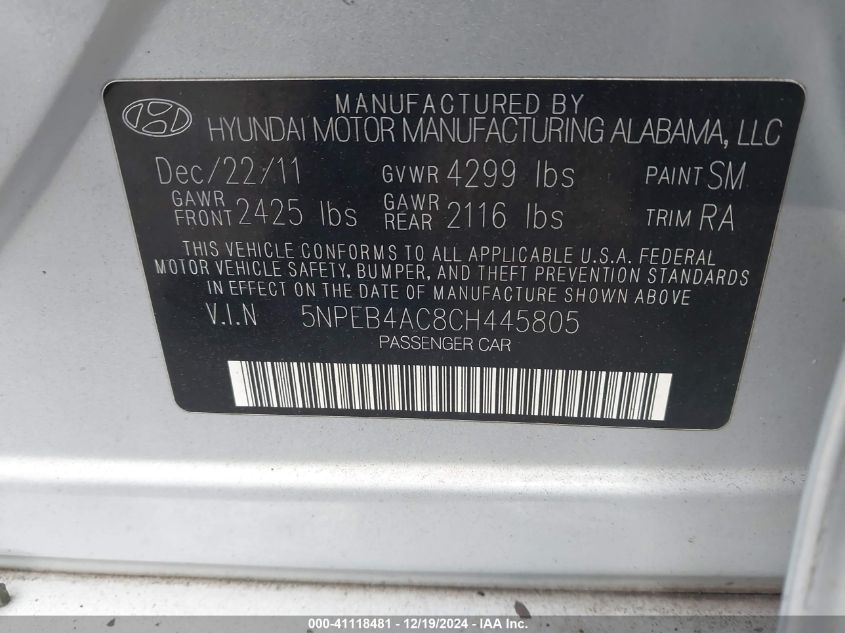 MANUFACTURED BY
HYUNDAI MOTOR MANUFACTURING ALABAMA, LLC
Dec/22/11 GVWR 4299 lbs PAINT SM
GAWR FRONT 2425 lbs GAWR REAR 2116 lbs TRIM RA
THIS VEHICLE CONFORMS TO ALL APPLICABLE U.S.A. FEDERAL
MOTOR VEHICLE SAFETY, BUMPER, AND THEFT PREVENTION STANDARDS
IN EFFECT ON THE DATE OF MANUFACTURE SHOWN ABOVE
V.I.N 5NPEB4AC8CH445805
PASSENGER CAR
000-41118481 - 12/19/2024 - 01-US-IAA